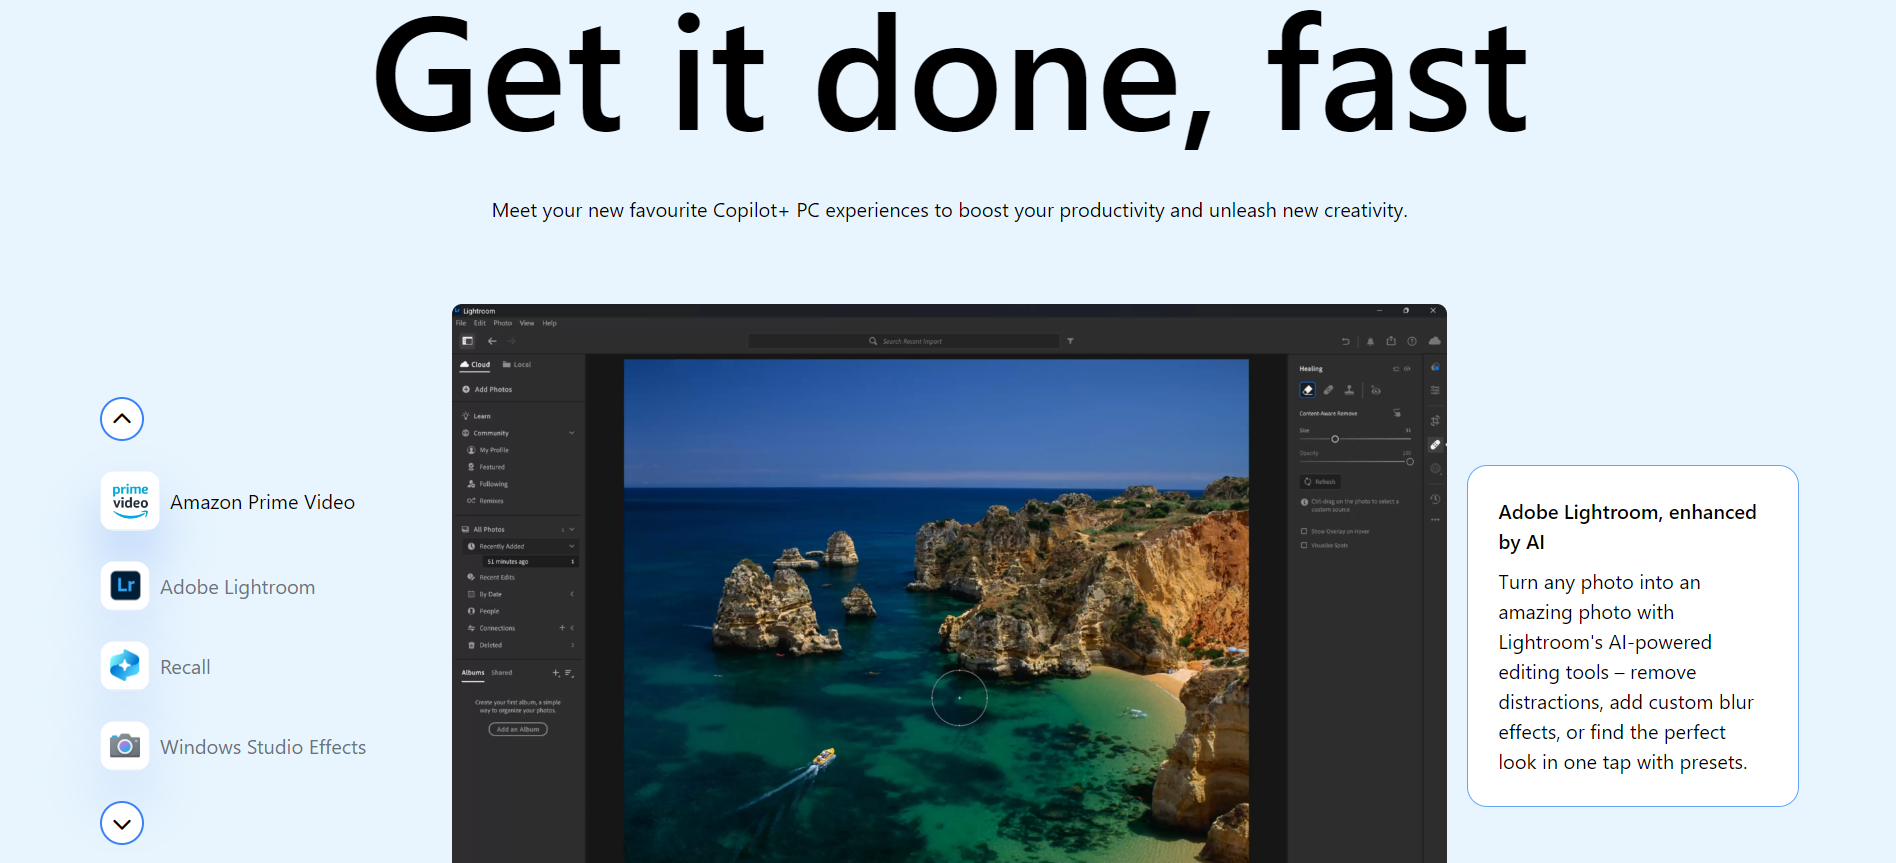 Get it done, fast
Meet your new favourite Copilot+ PC experiences to boost your productivity and unleash new creativity.
prime
video
Amazon Prime Video
Lr
Adobe Lightroom
Recall
Windows Studio Effects
Lr Lightroom
File Edit Photo View Help
Search Recent Import
Cloud Local
Add Photos
Learn
Community
My Profile
Featured
Following
Remixes
All Photos
Recently Added
51 minutes ago
Recent Edits
By Date
People
Connections
Deleted
Albums Shared
Create your first album, a simple
way to organize your photos.
Add an Album
Healing
Content-Aware Remove
Size
Opacity
Refresh
Ctrl-drag on the photo to select a
custom source
Show Overlay on Hover
Visualize Spots
Adobe Lightroom, enhanced
by AI
Turn any photo into an
amazing photo with
Lightroom's AI-powered
editing tools – remove
distractions, add custom blur
effects, or find the perfect
look in one tap with presets.